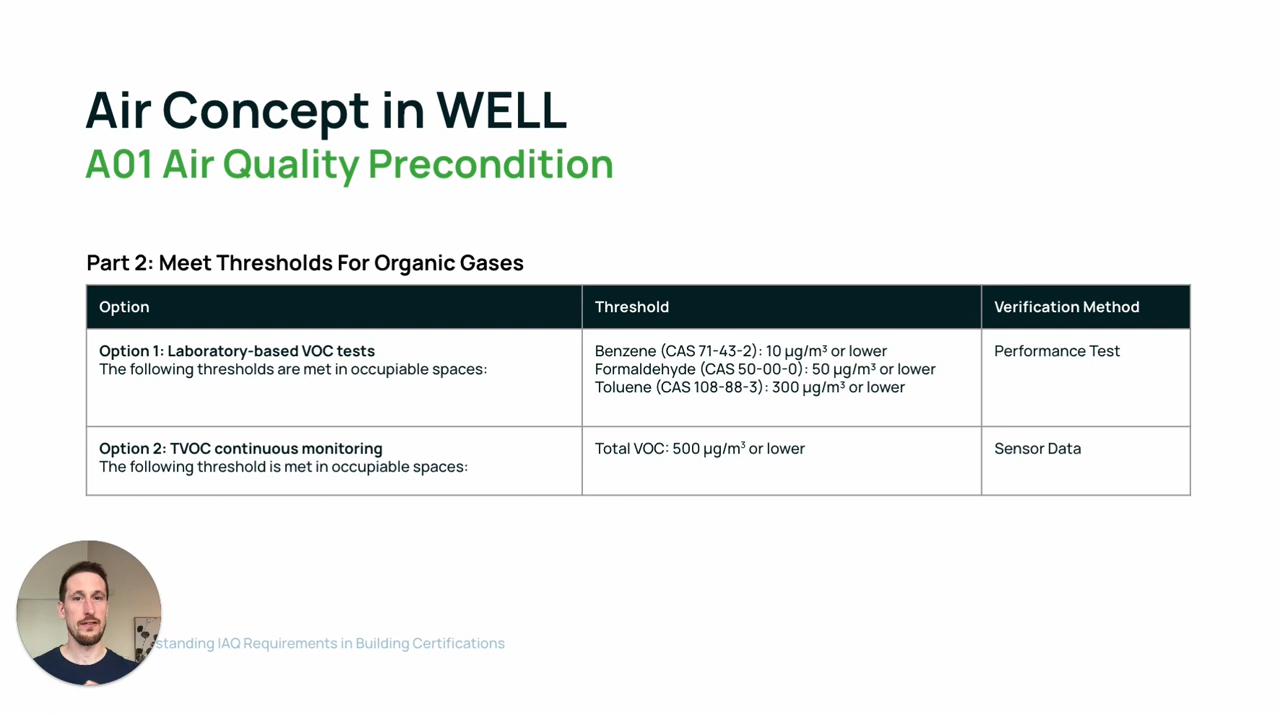 Air Concept in WELL
A01 Air Quality Precondition
Part 2: Meet Thresholds For Organic Gases
Option
Threshold
Verification Method
Option 1: Laboratory-based VOC tests
The following thresholds are met in occupiable spaces:
Benzene (CAS 71-43-2): 10 µg/m³ or lower
Formaldehyde (CAS 50-00-0): 50 µg/m³ or lower
Toluene (CAS 108-88-3): 300 µg/m³ or lower
Performance Test
Option 2: TVOC continuous monitoring
The following threshold is met in occupiable spaces:
Total VOC: 500 µg/m³ or lower
Sensor Data
standing IAQ Requirements in Building Certifications